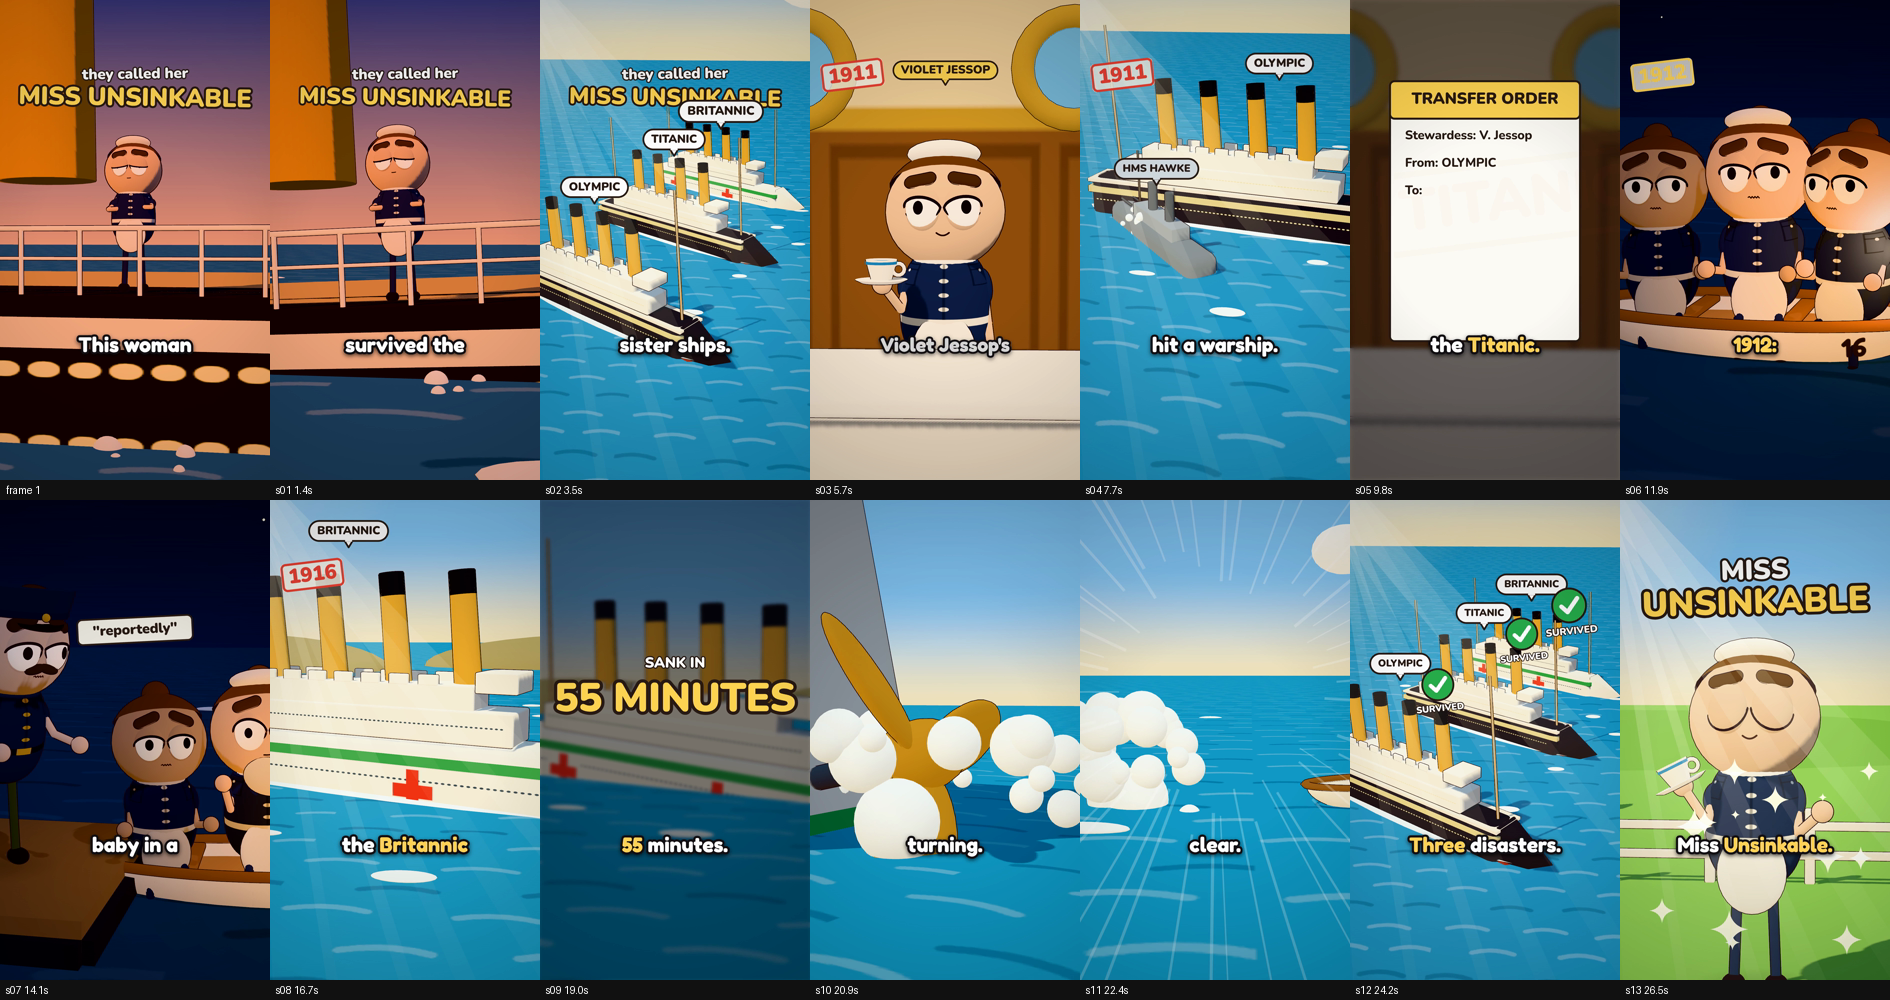 they called her
MISS UNSINKABLE
This woman
frame 1
they called her
MISS UNSINKABLE
survived the
s01 1.4s
they called her
MISS UNSINKABLE
BRITANNIC
TITANIC
OLYMPIC
sister ships.
s02 3.5s
1911
VIOLET JESSOP
Violet Jessop's
s03 5.7s
1911
OLYMPIC
HMS HAWKE
hit a warship.
s04 7.7s
TRANSFER ORDER
Stewardess: V. Jessop
From: OLYMPIC
To:
TITAN
the Titanic.
s05 9.8s
1912
1912:
16
s06 11.9s
"reportedly"
baby in a
s07 14.1s
BRITANNIC
1916
the Britannic
s08 16.7s
SANK IN
55 MINUTES
55 minutes.
s09 19.0s
turning.
s10 20.9s
clear.
s11 22.4s
BRITANNIC
TITANIC
SURVIVED
SURVIVED
OLYMPIC
SURVIVED
Three disasters.
s12 24.2s
MISS
UNSINKABLE
Miss Unsinkable.
s13 26.5s